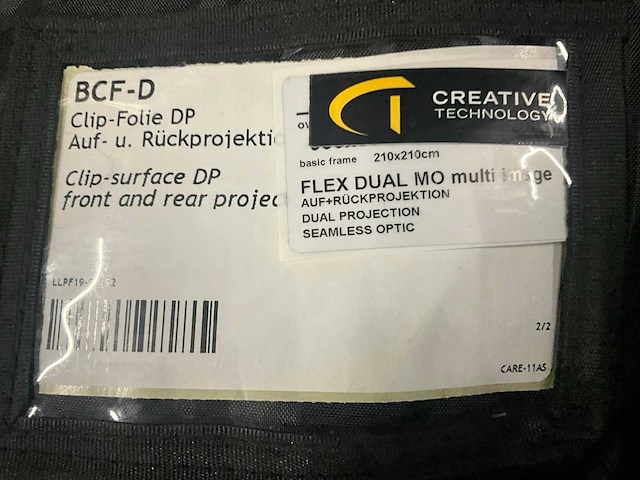 BCF-D
Clip-Folie DP
Auf- u. Rückprojekti
Clip-surface DP
front and rear projec
CREATIVE
TECHNOLOGY
basic frame 210x210cm
FLEX DUAL MO multi image
AUF+RÜCKPROJEKTION
DUAL PROJECTION
SEAMLESS OPTIC
2/2
CARE-11AS